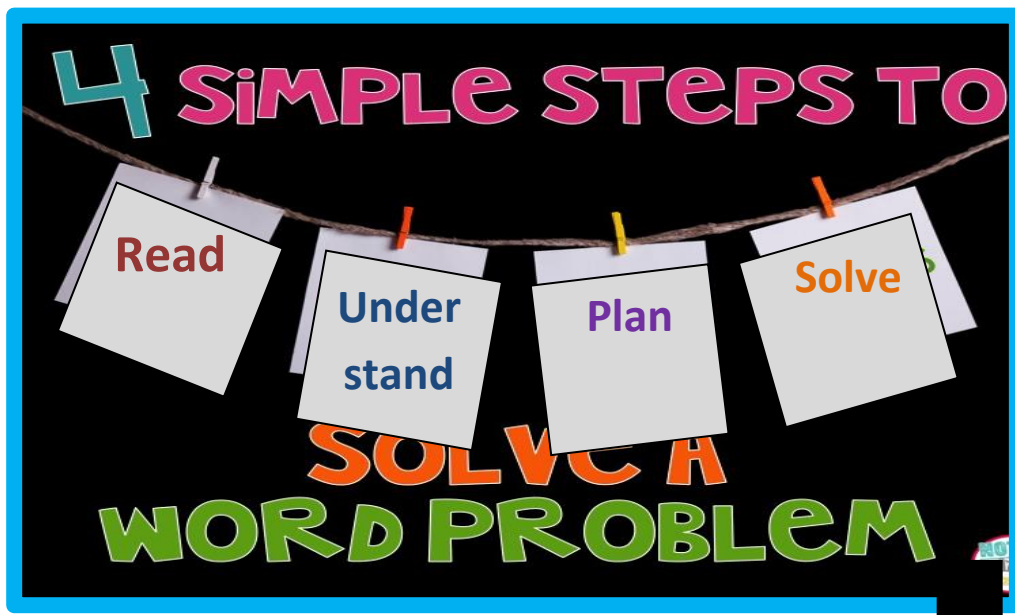 4 SiMPLe STePS TO
Read
Under
stand
Plan
Solve
SOLVe A
WORD PROBLeM